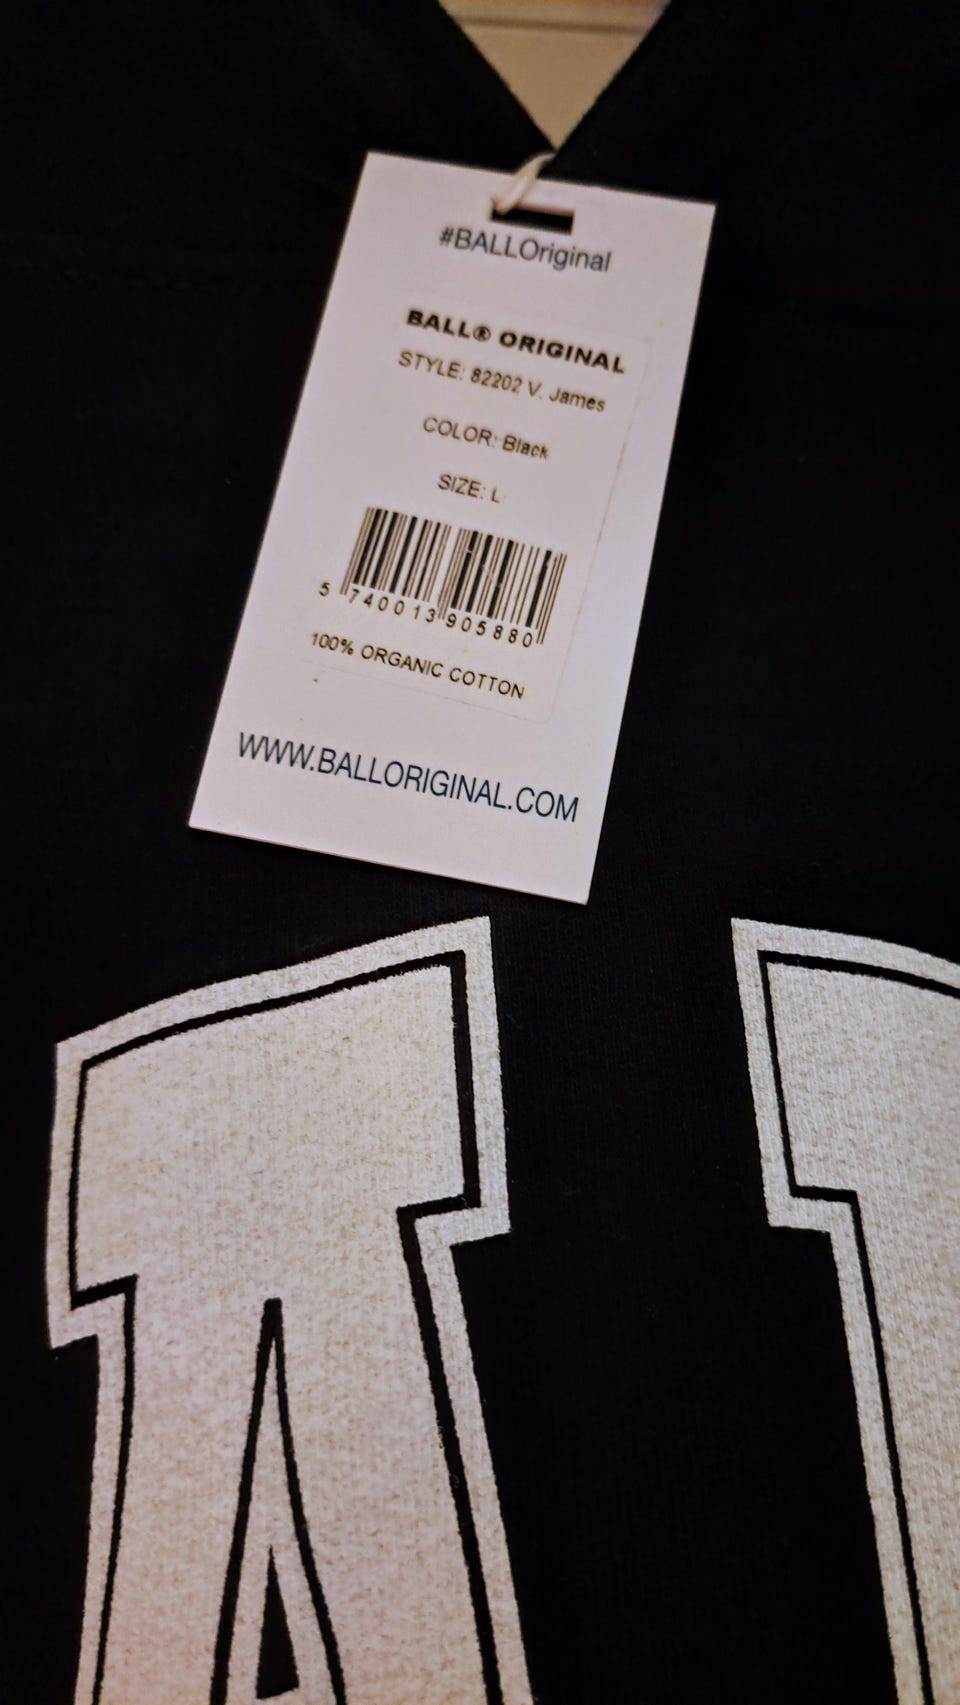 #BALLOriginal
BALL® ORIGINAL
STYLE: 82202 V. James
COLOR: Black
SIZE: L
5 740013 905880
100% ORGANIC COTTON
WWW.BALLORIGINAL.COM
A